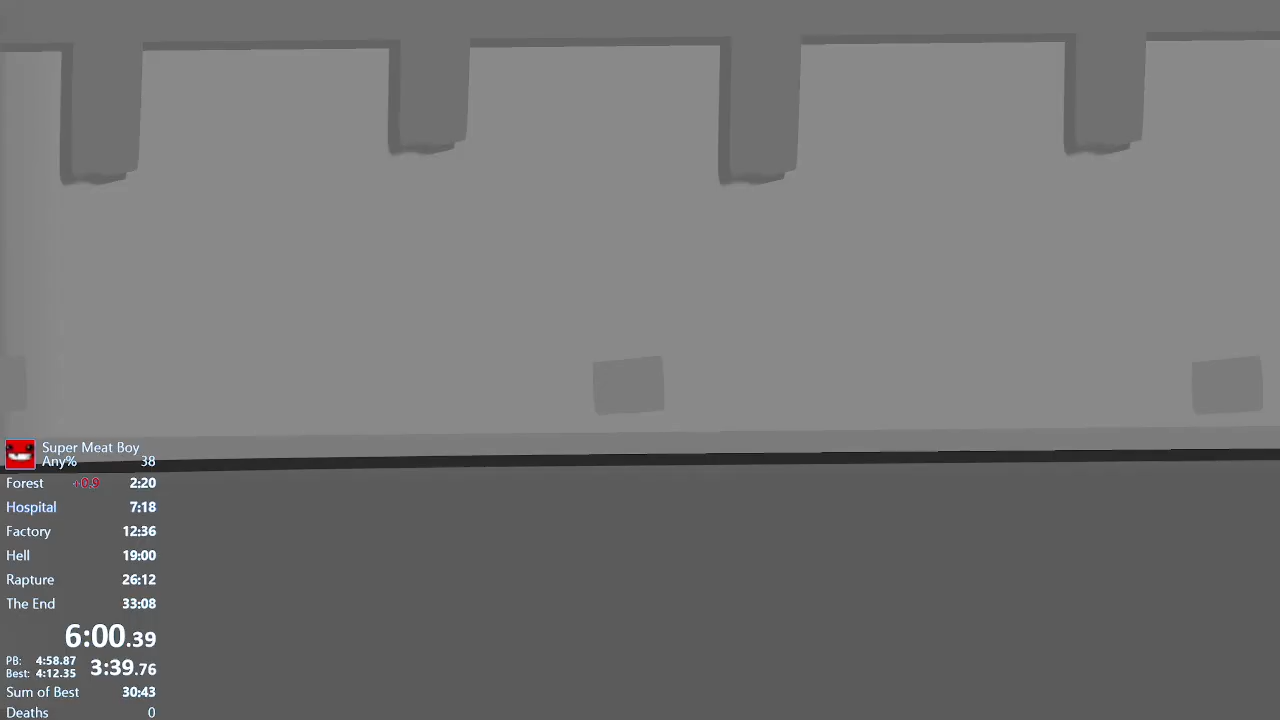 Super Meat Boy
Any% 38
Forest +0.9 2:20
Hospital 7:18
Factory 12:36
Hell 19:00
Rapture 26:12
The End 33:08
6:00.39
PB: 4:58.87
Best: 4:12.35 3:39.76
Sum of Best 30:43
Deaths 0